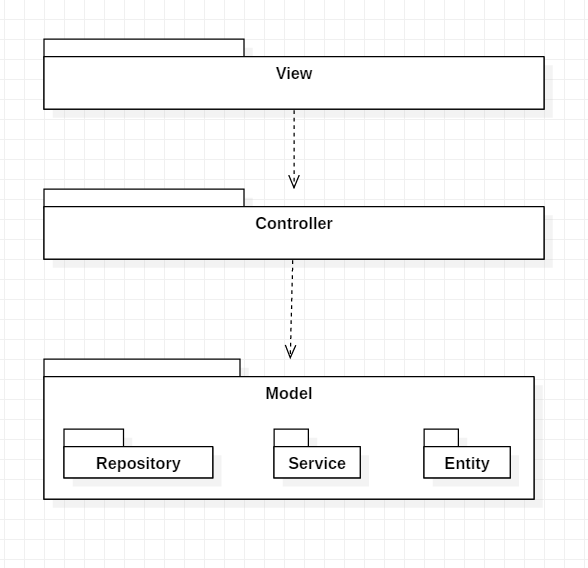 View
Controller
Model
Repository
Service
Entity